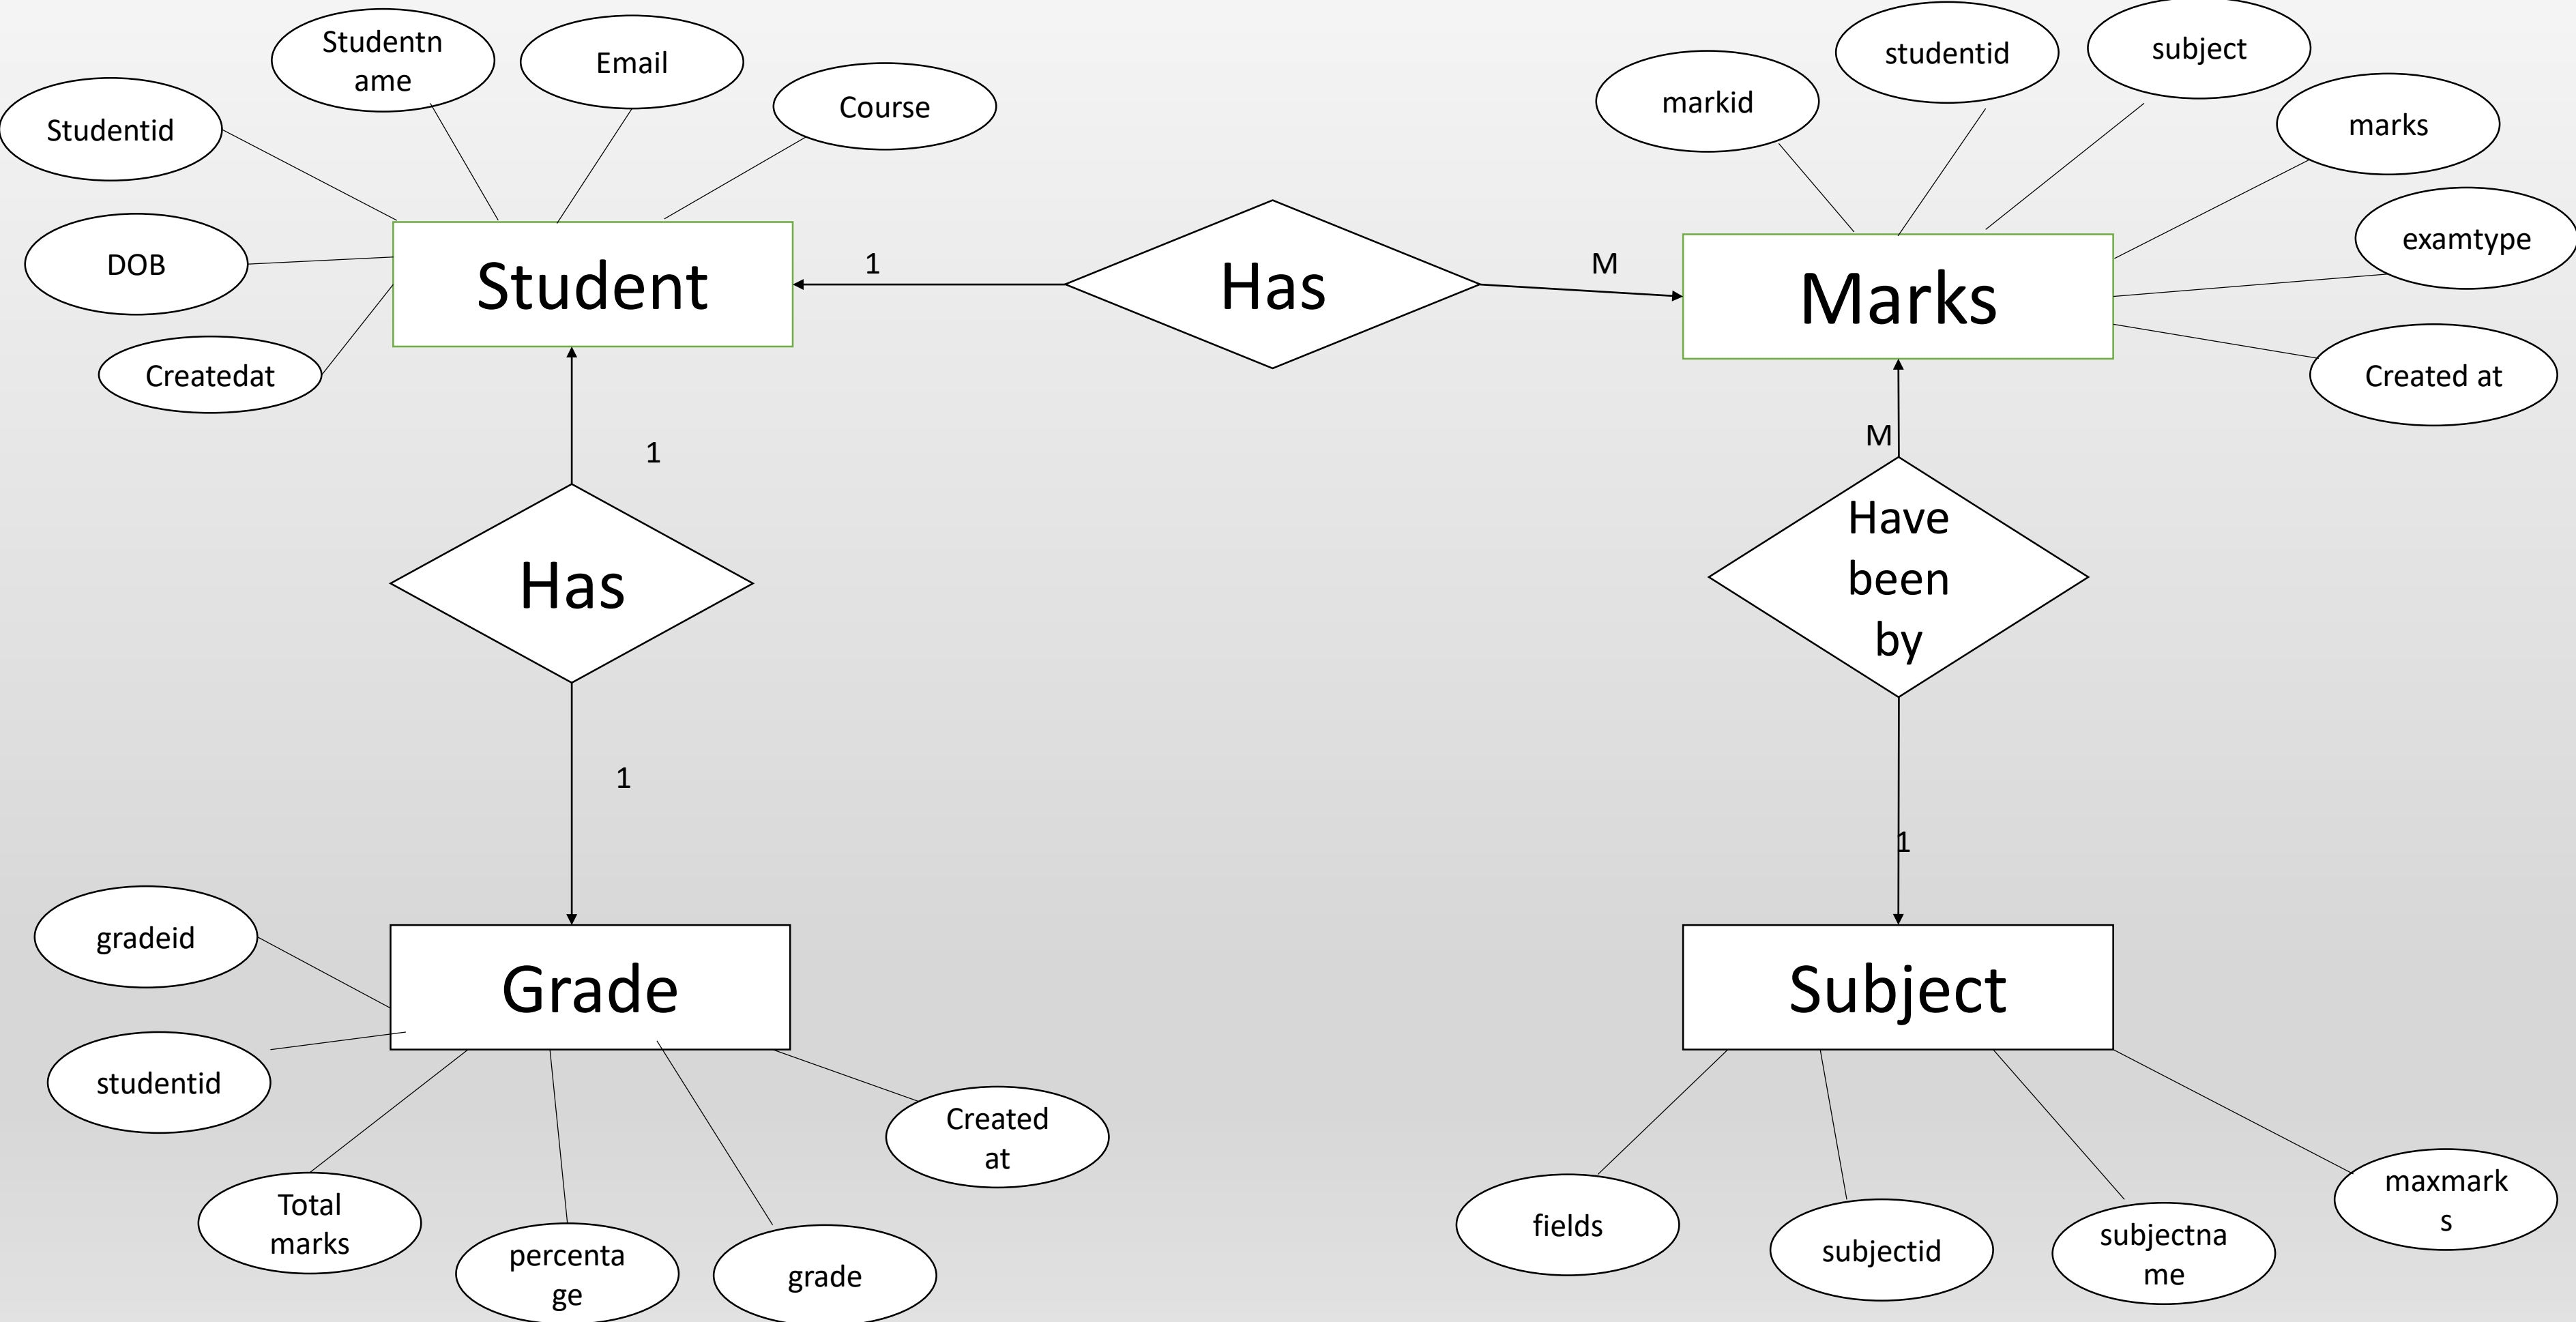 Studentn
ame
Email
Course
Studentid
DOB
Createdat
Student
1
Has
M
markid
studentid
subject
marks
examtype
Created at
Marks
1
Has
1
M
Have
been
by
1
Grade
gradeid
studentid
Total
marks
percenta
ge
grade
Created
at
Subject
fields
subjectid
subjectna
me
maxmark
s